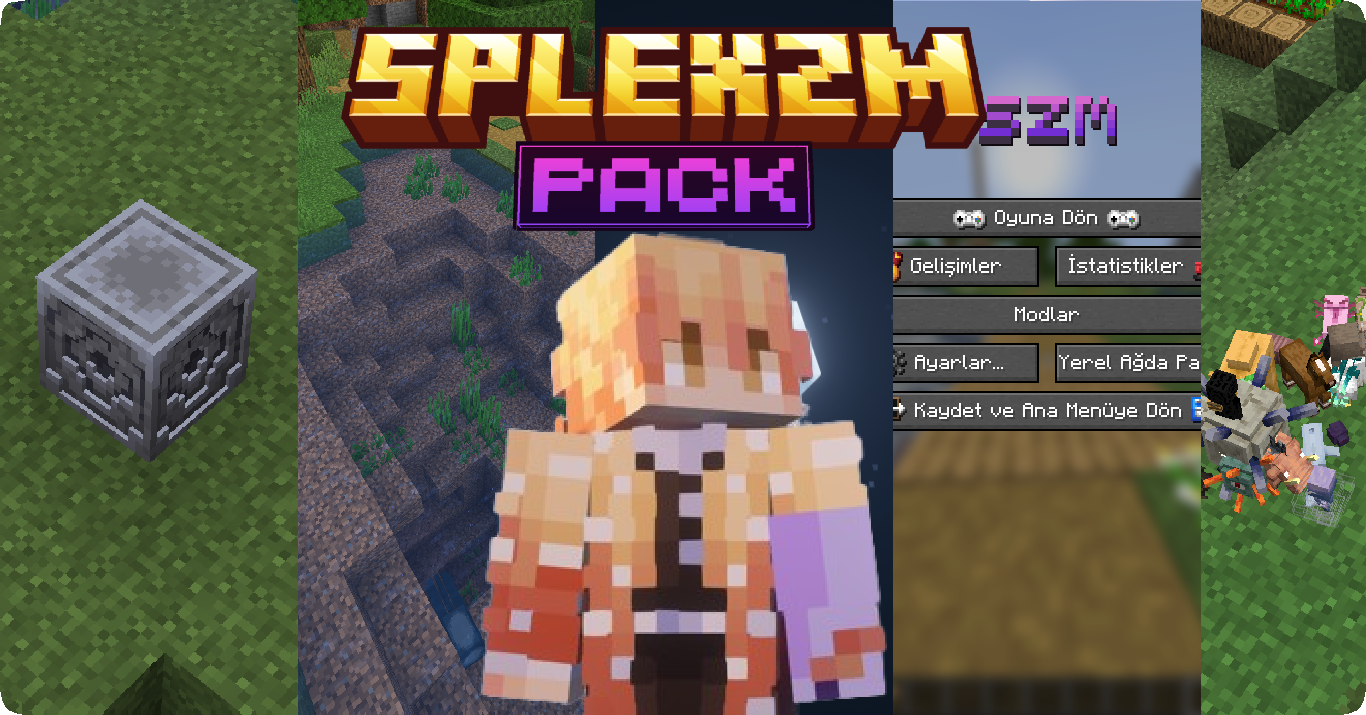 SPLEXZM
SZM
PACK
Oyuna Dön
Gelişimler
İstatistikler
Modlar
Ayarlar...
Yerel Ağda Pa
Kaydet ve Ana Menüye Dön